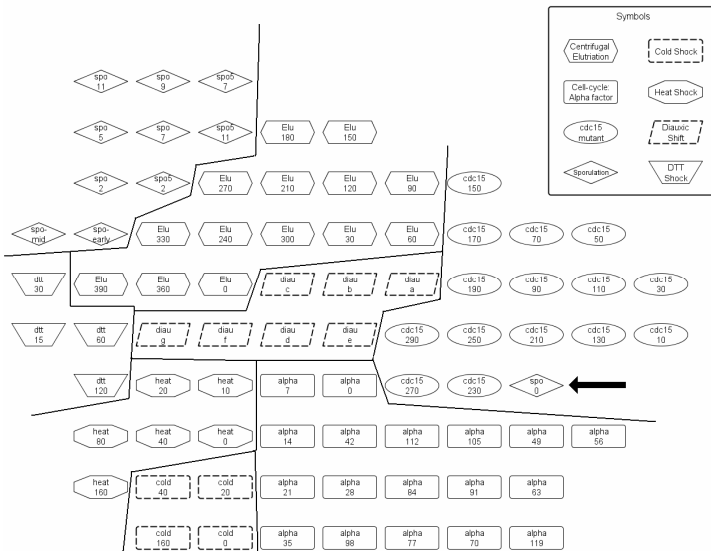 Symbols
Centrifugal
Elutriation
Cold Shock
Cell-cycle:
Alpha factor
Heat Shock
cdc15
mutant
Diauxic
Shift
Sporulation
DTT
Shock
spo
11
spo
9
spo5
7
spo
5
spo
7
spo5
11
Elu
180
Elu
150
spo
2
spo5
2
Elu
270
Elu
210
Elu
120
Elu
90
cdc15
150
spo-
mid
spo-
early
Elu
330
Elu
240
Elu
300
Elu
30
Elu
60
cdc15
170
cdc15
70
cdc15
50
dtt
30
Elu
390
Elu
360
Elu
0
diau
c
diau
b
diau
a
cdc15
190
cdc15
90
cdc15
110
cdc15
30
dtt
15
dtt
60
diau
g
diau
f
diau
d
diau
e
cdc15
290
cdc15
250
cdc15
210
cdc15
130
cdc15
10
dtt
120
heat
20
heat
10
alpha
7
alpha
0
cdc15
270
cdc15
230
spo
0
heat
80
heat
40
heat
0
alpha
14
alpha
42
alpha
112
alpha
105
alpha
49
alpha
56
heat
160
cold
40
cold
20
alpha
21
alpha
28
alpha
84
alpha
91
alpha
63
cold
160
cold
0
alpha
35
alpha
98
alpha
77
alpha
70
alpha
119